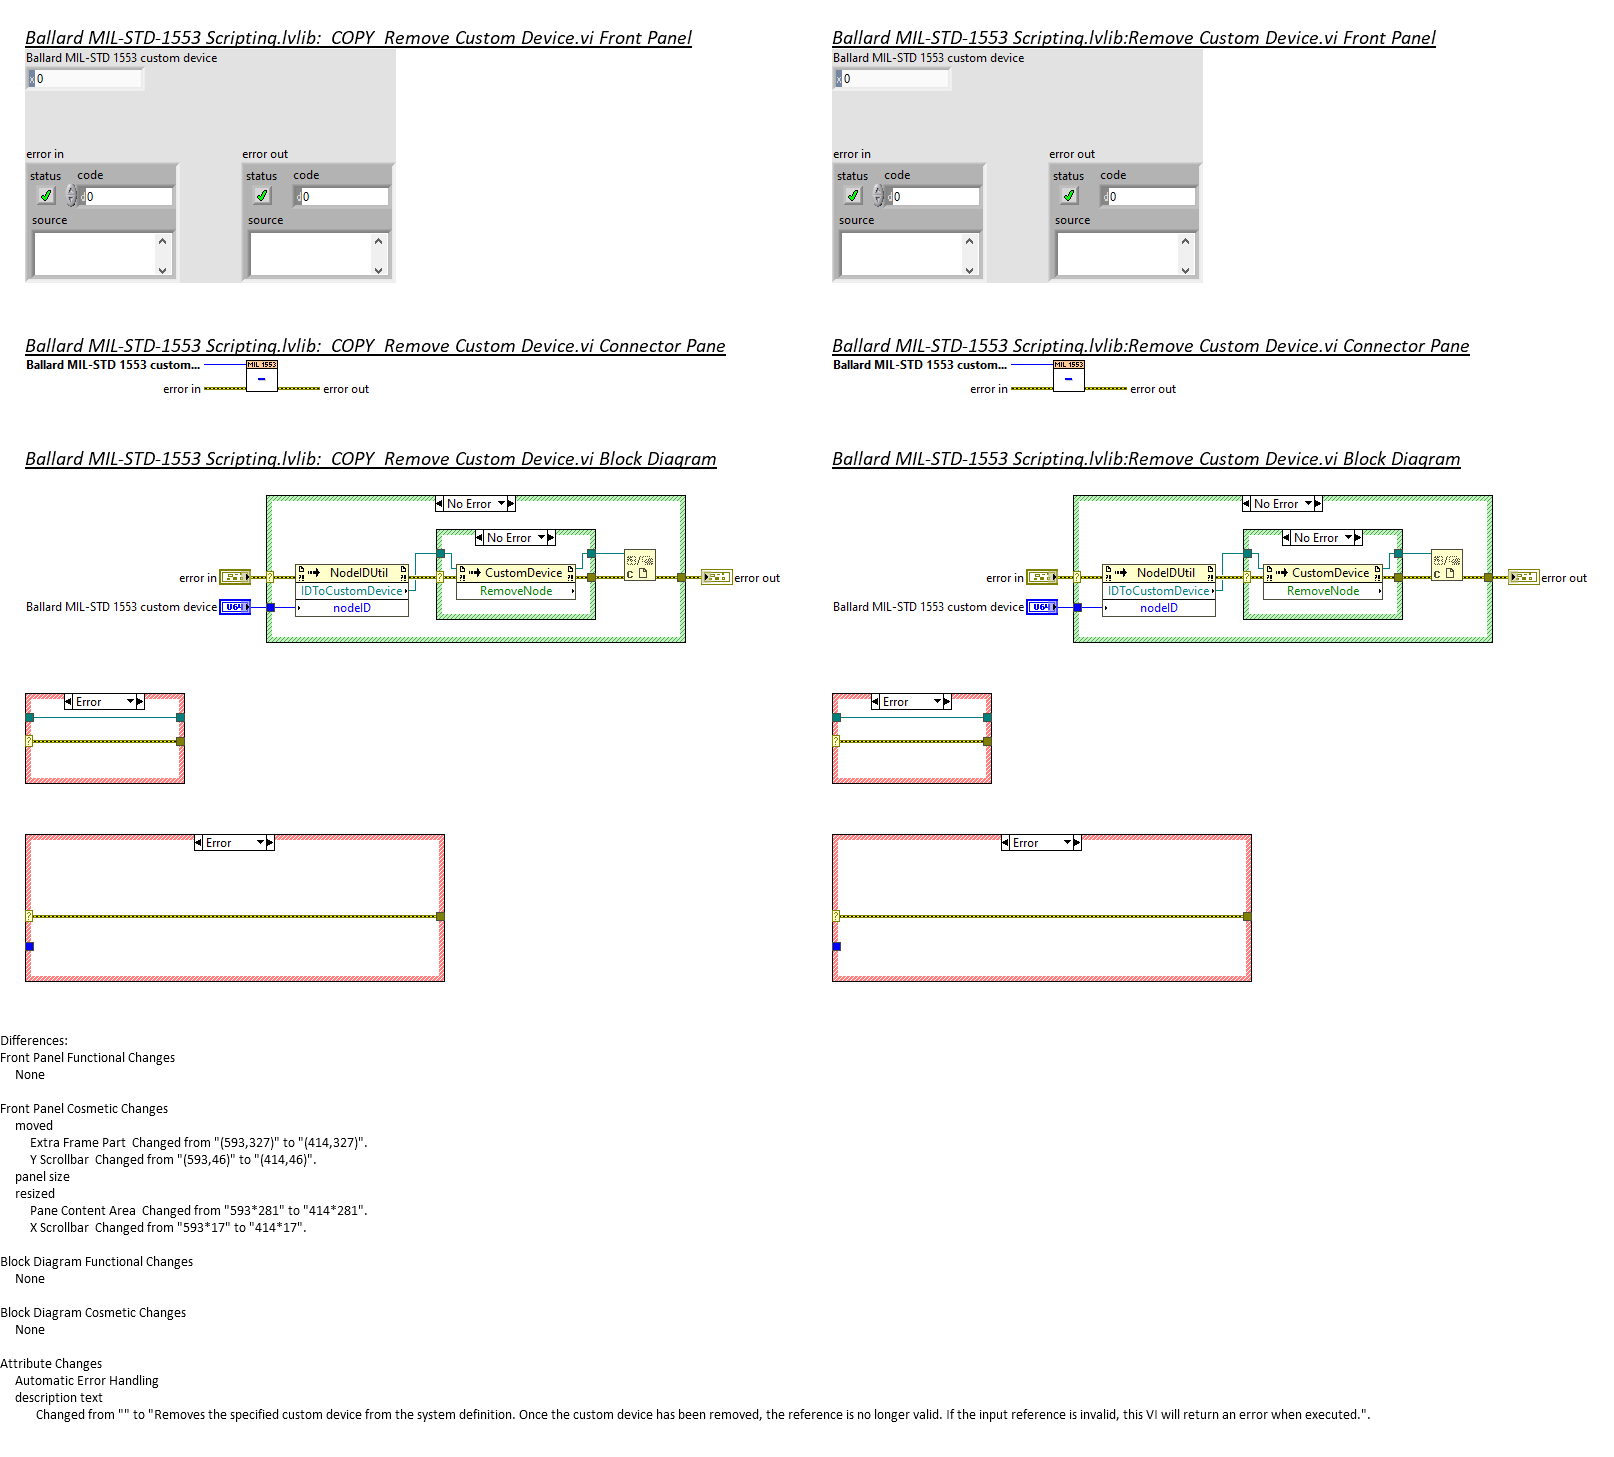 Ballard MIL-STD-1553 Scripting.lvlib:  COPY  Remove Custom Device.vi Front Panel
Ballard MIL-STD 1553 custom device
x 0
error in
error out
status
code
status
code
d 0
d 0
source
source
Ballard MIL-STD-1553 Scripting.lvlib:Remove Custom Device.vi Front Panel
Ballard MIL-STD 1553 custom device
x 0
error in
error out
status
code
status
code
d 0
d 0
source
source
Ballard MIL-STD-1553 Scripting.lvlib:  COPY  Remove Custom Device.vi Connector Pane
Ballard MIL-STD 1553 custom...
MIL 1553
error in
error out
Ballard MIL-STD-1553 Scripting.lvlib:Remove Custom Device.vi Connector Pane
Ballard MIL-STD 1553 custom...
MIL 1553
error in
error out
Ballard MIL-STD-1553 Scripting.lvlib:  COPY  Remove Custom Device.vi Block Diagram
No Error
No Error
error in
NodeIDUtil
IDToCustomDevice
nodeID
CustomDevice
RemoveNode
C
error out
Ballard MIL-STD 1553 custom device
U64
Error
Error
Ballard MIL-STD-1553 Scripting.lvlib:Remove Custom Device.vi Block Diagram
No Error
No Error
error in
NodeIDUtil
IDToCustomDevice
nodeID
CustomDevice
RemoveNode
C
error out
Ballard MIL-STD 1553 custom device
U64
Error
Error
Differences:
Front Panel Functional Changes
None
Front Panel Cosmetic Changes
moved
Extra Frame Part  Changed from "(593,327)" to "(414,327)".
Y Scrollbar  Changed from "(593,46)" to "(414,46)".
panel size
resized
Pane Content Area  Changed from "593*281" to "414*281".
X Scrollbar  Changed from "593*17" to "414*17".
Block Diagram Functional Changes
None
Block Diagram Cosmetic Changes
None
Attribute Changes
Automatic Error Handling
description text
Changed from "" to "Removes the specified custom device from the system definition. Once the custom device has been removed, the reference is no longer valid. If the input reference is invalid, this VI will return an error when executed.".